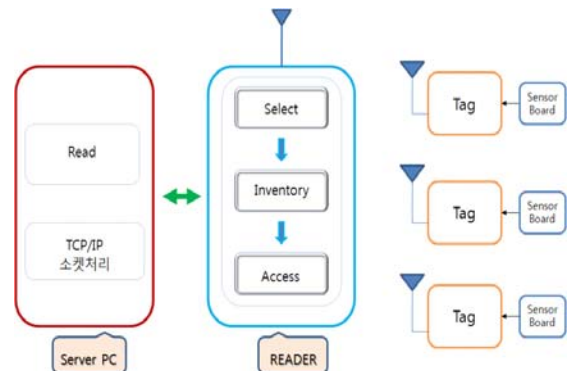 Read
TCP/IP
소켓처리
Server PC
Select
Inventory
Access
READER
Tag
Sensor
Board
Tag
Sensor
Board
Tag
Sensor
Board